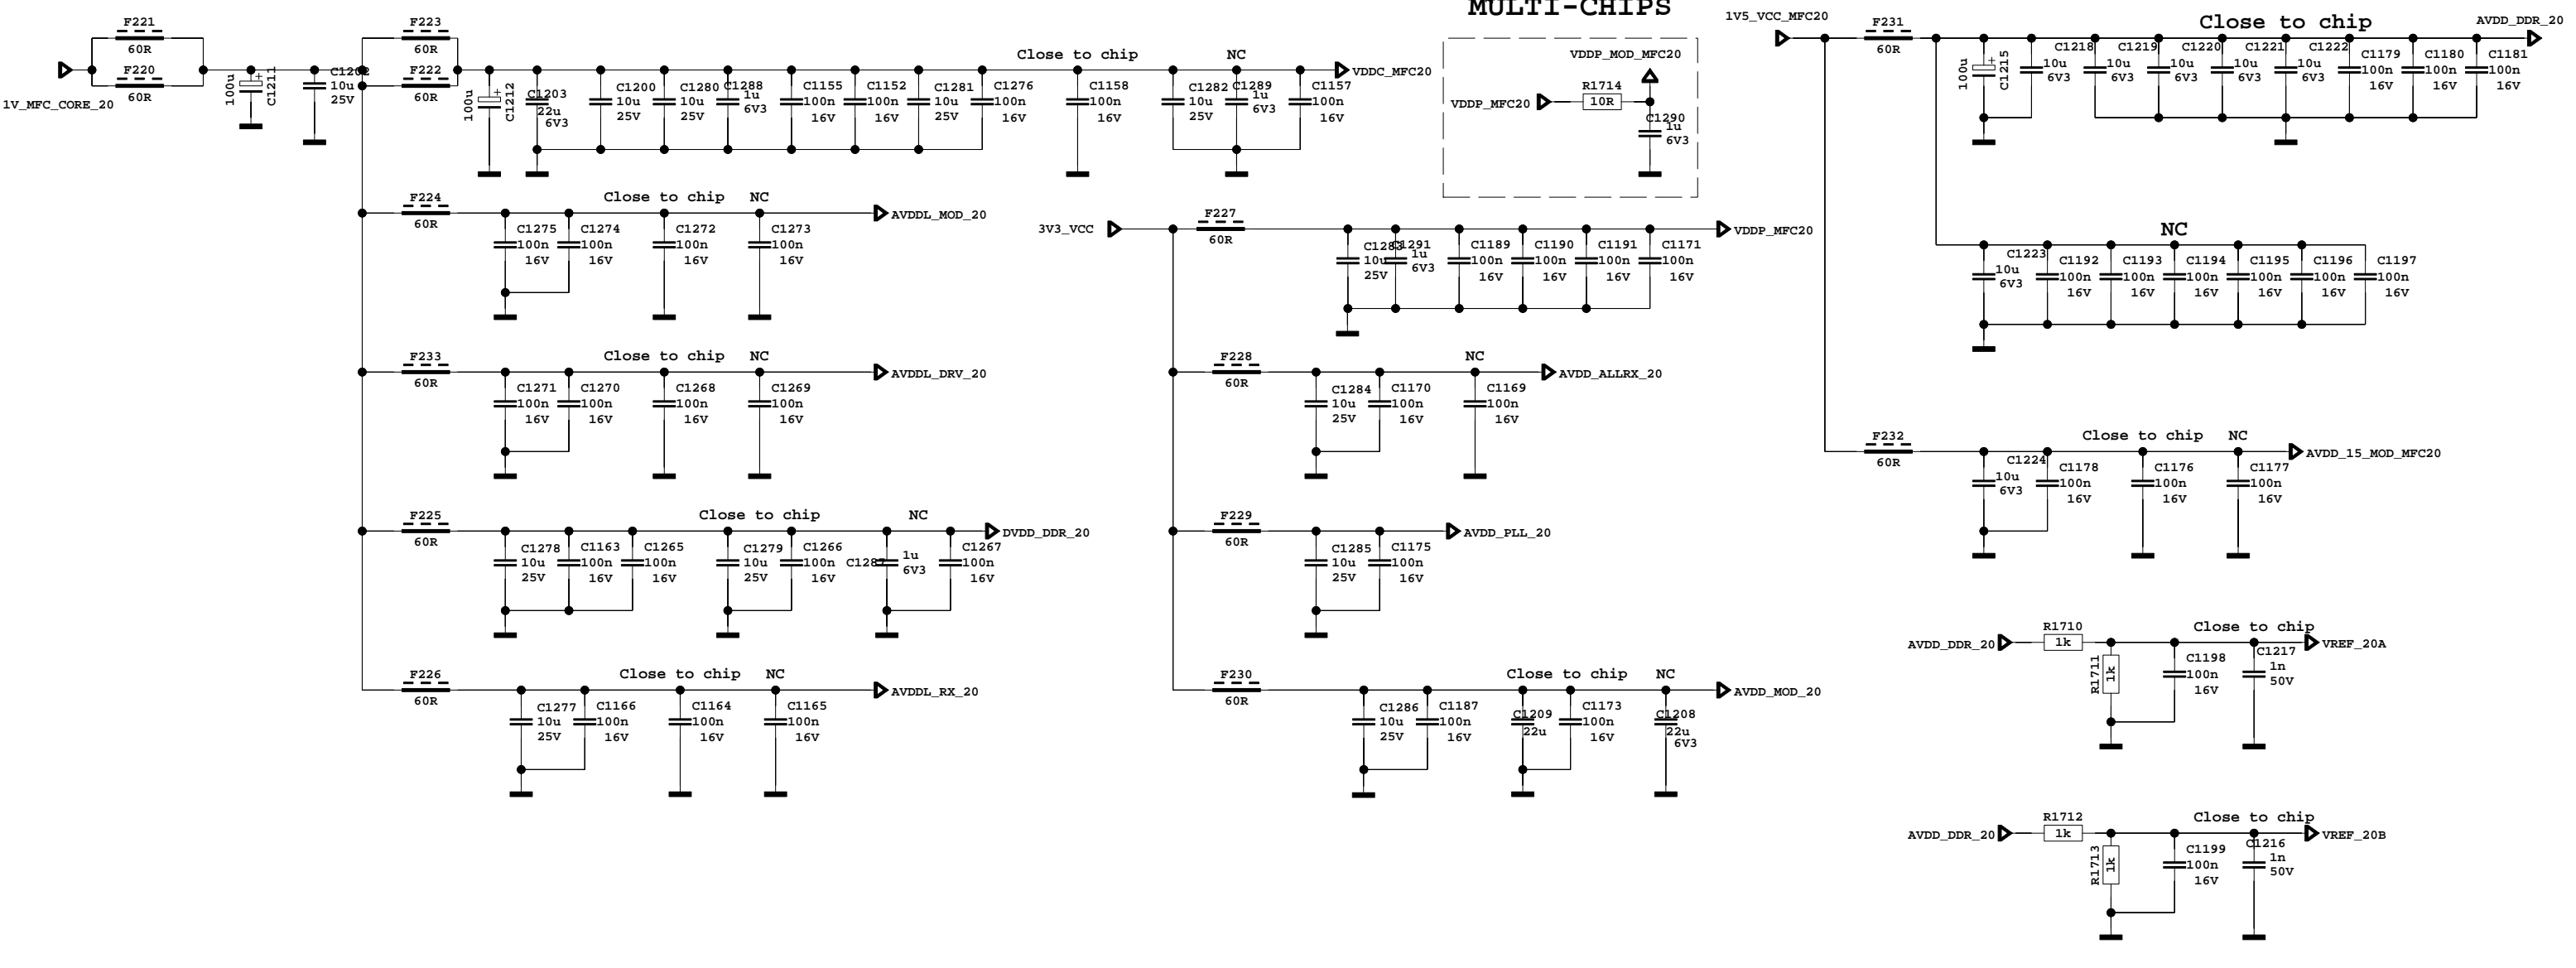 MULTI-CHIPS
F221
60R
F220
60R
1V_MFC_CORE_20
100u
C1211
C1202
10u
25V
F223
60R
F222
60R
100u
C1212
C1203
22u
6V3
C1200
10u
25V
C1280
10u
25V
C1288
1u
6V3
C1155
100n
16V
C1152
100n
16V
C1281
10u
25V
C1276
100n
16V
Close to chip
C1158
100n
16V
NC
C1282
10u
25V
C1289
1u
6V3
C1157
100n
16V
VDDC_MFC20
F224
60R
C1275
100n
16V
C1274
100n
16V
Close to chip
C1272
100n
16V
NC
C1273
100n
16V
AVDDL_MOD_20
F233
60R
C1271
100n
16V
C1270
100n
16V
Close to chip
C1268
100n
16V
NC
C1269
100n
16V
AVDDL_DRV_20
F225
60R
C1278
10u
25V
C1163
100n
16V
C1265
100n
16V
Close to chip
C1279
10u
25V
C1266
100n
16V
NC
C1287
1u
6V3
C1267
100n
16V
DVDD_DDR_20
F226
60R
C1277
10u
25V
C1166
100n
16V
Close to chip
C1164
100n
16V
NC
C1165
100n
16V
AVDDL_RX_20
VDDP_MOD_MFC20
VDDP_MFC20
R1714
10R
C1290
1u
6V3
3V3_VCC
F227
60R
C1283
10u
25V
C1291
1u
6V3
C1189
100n
16V
C1190
100n
16V
C1191
100n
16V
C1171
100n
16V
VDDP_MFC20
F228
60R
C1284
10u
25V
C1170
100n
16V
NC
C1169
100n
16V
AVDD_ALLRX_20
F229
60R
C1285
10u
25V
C1175
100n
16V
AVDD_PLL_20
F230
60R
C1286
10u
25V
C1187
100n
16V
Close to chip
C1209
22u
C1173
100n
16V
NC
C1208
22u
6V3
AVDD_MOD_20
1V5_VCC_MFC20
F231
60R
Close to chip
AVDD_DDR_20
100u
C1215
10u
6V3
C1218
10u
6V3
C1219
10u
6V3
C1220
10u
6V3
C1221
10u
6V3
C1222
C1179
100n
16V
C1180
100n
16V
C1181
100n
16V
NC
C1223
10u
6V3
C1192
100n
16V
C1193
100n
16V
C1194
100n
16V
C1195
100n
16V
C1196
100n
16V
C1197
100n
16V
F232
60R
C1224
10u
6V3
C1178
100n
16V
Close to chip
C1176
100n
16V
NC
C1177
100n
16V
AVDD_15_MOD_MFC20
AVDD_DDR_20
R1710
1k
R1711
1k
C1198
100n
16V
Close to chip
C1217
1n
50V
VREF_20A
AVDD_DDR_20
R1712
1k
R1713
1k
C1199
100n
16V
Close to chip
C1216
1n
50V
VREF_20B